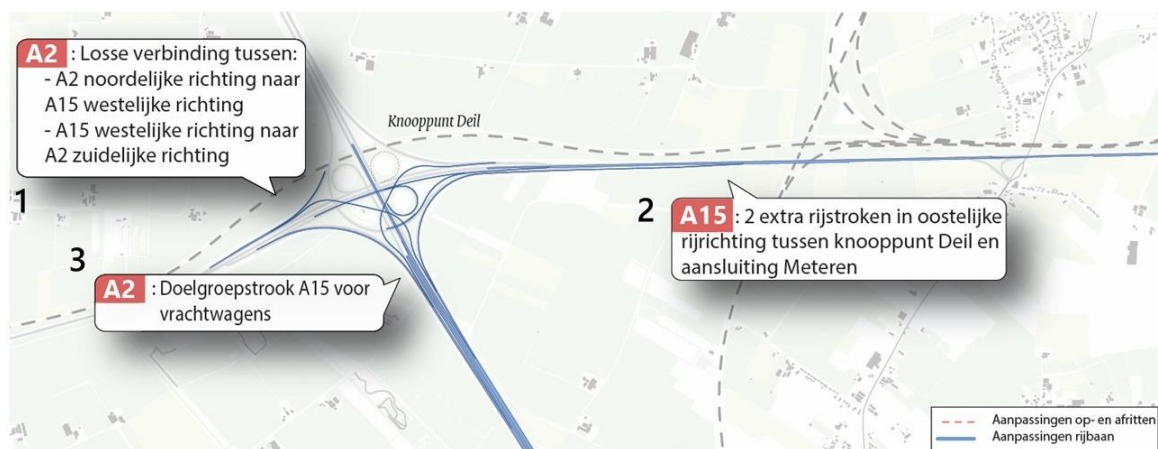 A2 : Losse verbinding tussen:
- A2 noordelijke richting naar
A15 westelijke richting
- A15 westelijke richting naar
A2 zuidelijke richting
Knooppunt Deil
1
2
A15 : 2 extra rijstroken in oostelijke
rijrichting tussen knooppunt Deil en
aansluiting Meteren
3
A2 : Doelgroepstrook A15 voor
vrachtwagens
Aanpassingen op- en afritten
Aanpassingen rijbaan